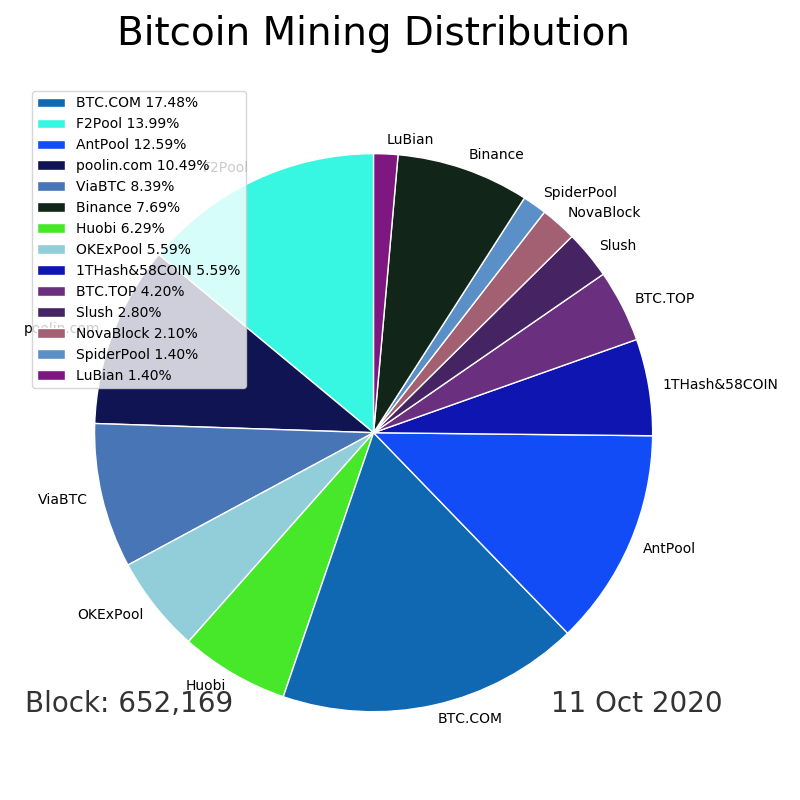 Bitcoin Mining Distribution
BTC.COM 17.48%
F2Pool 13.99%
AntPool 12.59%
poolin.com 10.49%
ViaBTC 8.39%
Binance 7.69%
Huobi 6.29%
OKExPool 5.59%
1THash&58COIN 5.59%
BTC.TOP 4.20%
Slush 2.80%
NovaBlock 2.10%
SpiderPool 1.40%
LuBian 1.40%
LuBian
Binance
SpiderPool
NovaBlock
Slush
BTC.TOP
1THash&58COIN
AntPool
BTC.COM
Huobi
OKExPool
ViaBTC
poolin.com
F2Pool
Block: 652,169
11 Oct 2020